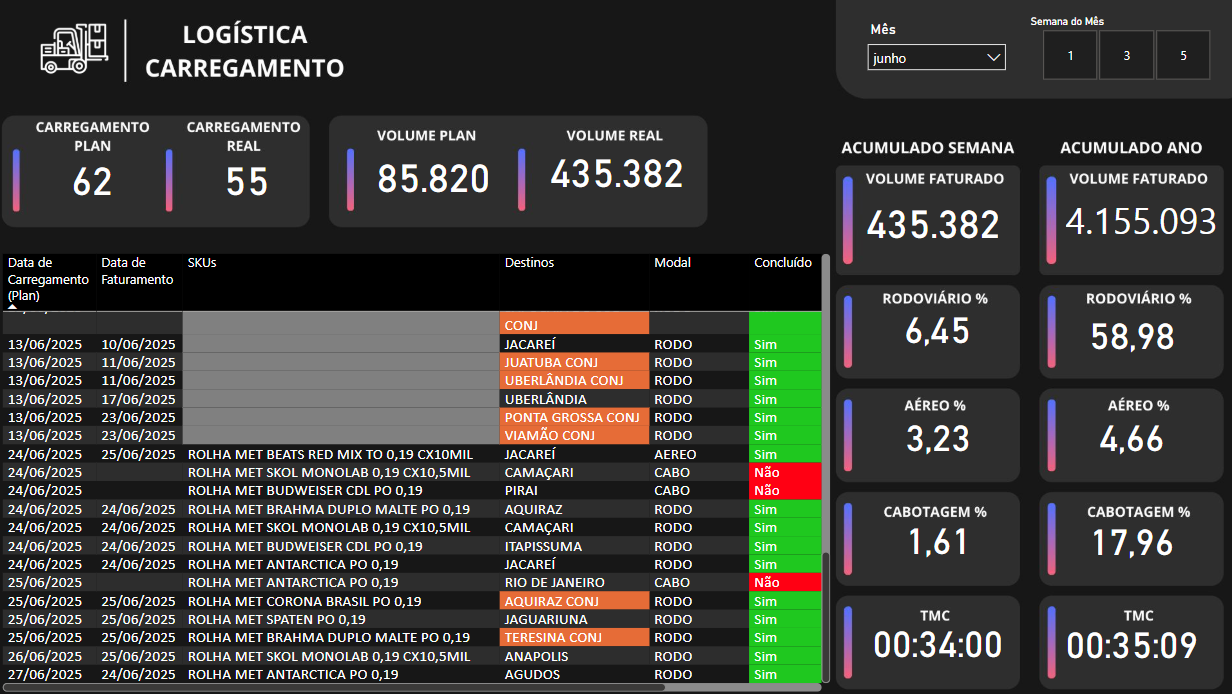 LOGÍSTICA
CARREGAMENTO
Mês
junho
Semana do Mês
1 3 5
CARREGAMENTO
PLAN
62
CARREGAMENTO
REAL
55
VOLUME PLAN
85.820
VOLUME REAL
435.382
ACUMULADO SEMANA
VOLUME FATURADO
435.382
RODOVIÁRIO %
6,45
AÉREO %
3,23
CABOTAGEM %
1,61
TMC
00:34:00
ACUMULADO ANO
VOLUME FATURADO
4.155.093
RODOVIÁRIO %
58,98
AÉREO %
4,66
CABOTAGEM %
17,96
TMC
00:35:09
Data de Carregamento (Plan) Data de Faturamento SKUs Destinos Modal Concluído
CONJ
13/06/2025 10/06/2025 JACAREÍ RODO Sim
13/06/2025 11/06/2025 JUATUBA CONJ RODO Sim
13/06/2025 11/06/2025 UBERLÂNDIA CONJ RODO Sim
13/06/2025 17/06/2025 UBERLÂNDIA RODO Sim
13/06/2025 23/06/2025 PONTA GROSSA CONJ RODO Sim
13/06/2025 23/06/2025 VIAMÃO CONJ RODO Sim
24/06/2025 25/06/2025 ROLHA MET BEATS RED MIX TO 0,19 CX10MIL JACAREÍ AEREO Sim
24/06/2025 ROLHA MET SKOL MONOLAB 0,19 CX10,5MIL CAMAÇARI CABO Não
24/06/2025 ROLHA MET BUDWEISER CDL PO 0,19 PIRAI CABO Não
24/06/2025 24/06/2025 ROLHA MET BRAHMA DUPLO MALTE PO 0,19 AQUIRAZ RODO Sim
24/06/2025 24/06/2025 ROLHA MET SKOL MONOLAB 0,19 CX10,5MIL CAMAÇARI RODO Sim
24/06/2025 24/06/2025 ROLHA MET BUDWEISER CDL PO 0,19 ITAPISSUMA RODO Sim
24/06/2025 24/06/2025 ROLHA MET ANTARCTICA PO 0,19 JACAREÍ RODO Sim
25/06/2025 ROLHA MET ANTARCTICA PO 0,19 RIO DE JANEIRO CABO Não
25/06/2025 25/06/2025 ROLHA MET CORONA BRASIL PO 0,19 AQUIRAZ CONJ RODO Sim
25/06/2025 25/06/2025 ROLHA MET SPATEN PO 0,19 JAGUARIUNA RODO Sim
25/06/2025 25/06/2025 ROLHA MET BRAHMA DUPLO MALTE PO 0,19 TERESINA CONJ RODO Sim
26/06/2025 25/06/2025 ROLHA MET SKOL MONOLAB 0,19 CX10,5MIL ANAPOLIS RODO Sim
27/06/2025 24/06/2025 ROLHA MET ANTARCTICA PO 0,19 AGUDOS RODO Sim